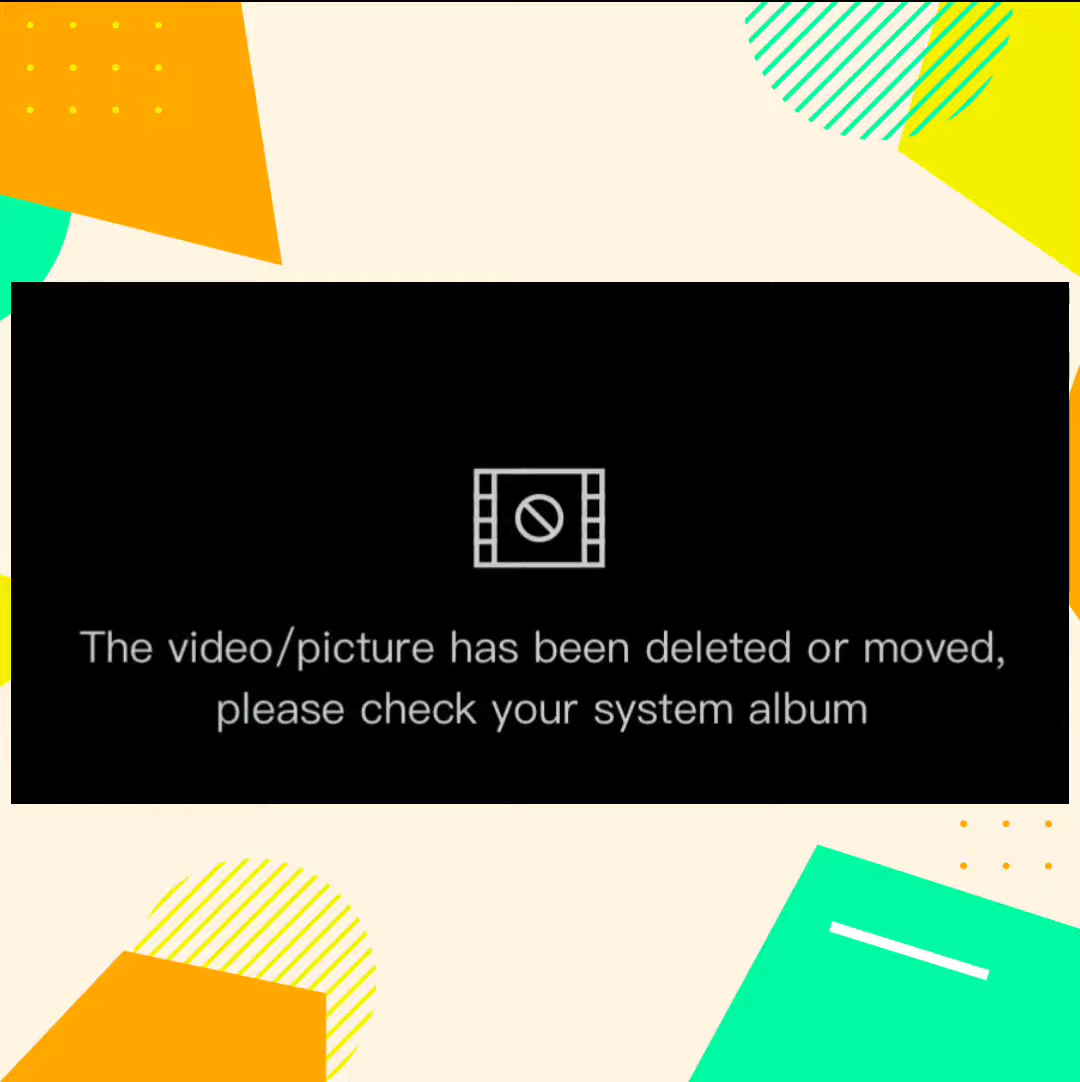 The video/picture has been deleted or moved,
please check your system album